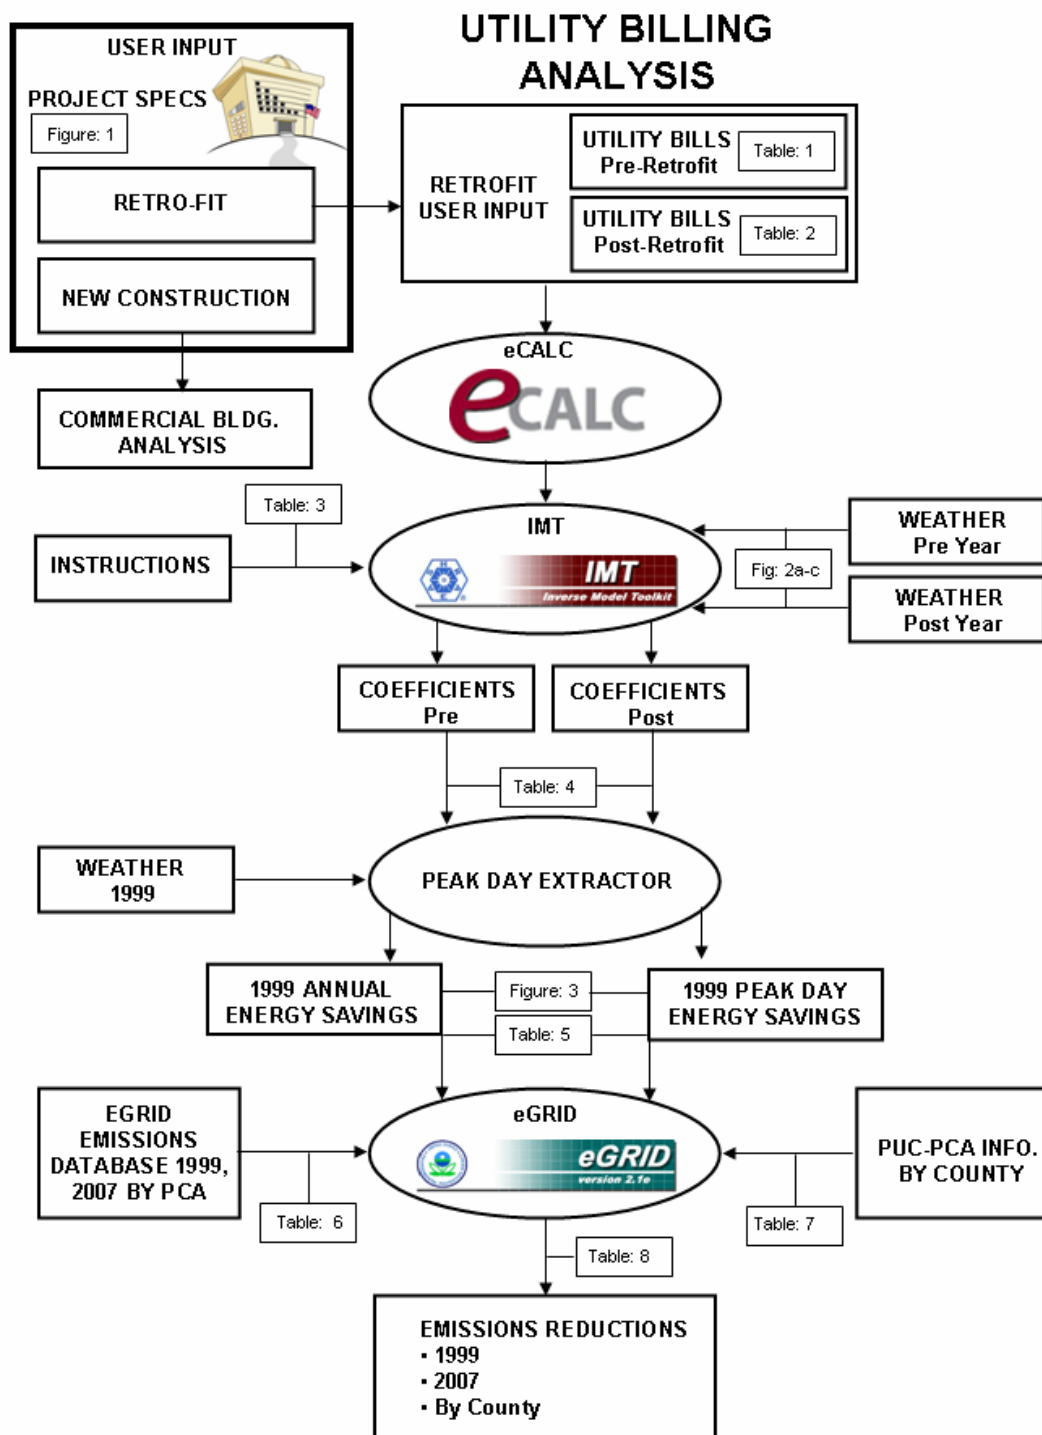 UTILITY BILLING
ANALYSIS
USER INPUT
PROJECT SPECS
Figure: 1
RETRO-FIT
NEW CONSTRUCTION
RETROFIT
USER INPUT
UTILITY BILLS
Pre-Retrofit
Table: 1
UTILITY BILLS
Post-Retrofit
Table: 2
COMMERCIAL BLDG.
ANALYSIS
eCALC
eCALC
Table: 3
INSTRUCTIONS
IMT
IMT
Inverse Model Toolkit
WEATHER
Pre Year
Fig: 2a-c
WEATHER
Post Year
COEFFICIENTS
Pre
COEFFICIENTS
Post
Table: 4
WEATHER
1999
PEAK DAY EXTRACTOR
1999 ANNUAL
ENERGY SAVINGS
Figure: 3
Table: 5
1999 PEAK DAY
ENERGY SAVINGS
EGRID
EMISSIONS
DATABASE 1999,
2007 BY PCA
Table: 6
eGRID
eGRID
version 2.1e
PUC-PCA INFO.
BY COUNTY
Table: 7
Table: 8
EMISSIONS REDUCTIONS
▪ 1999
▪ 2007
▪ By County